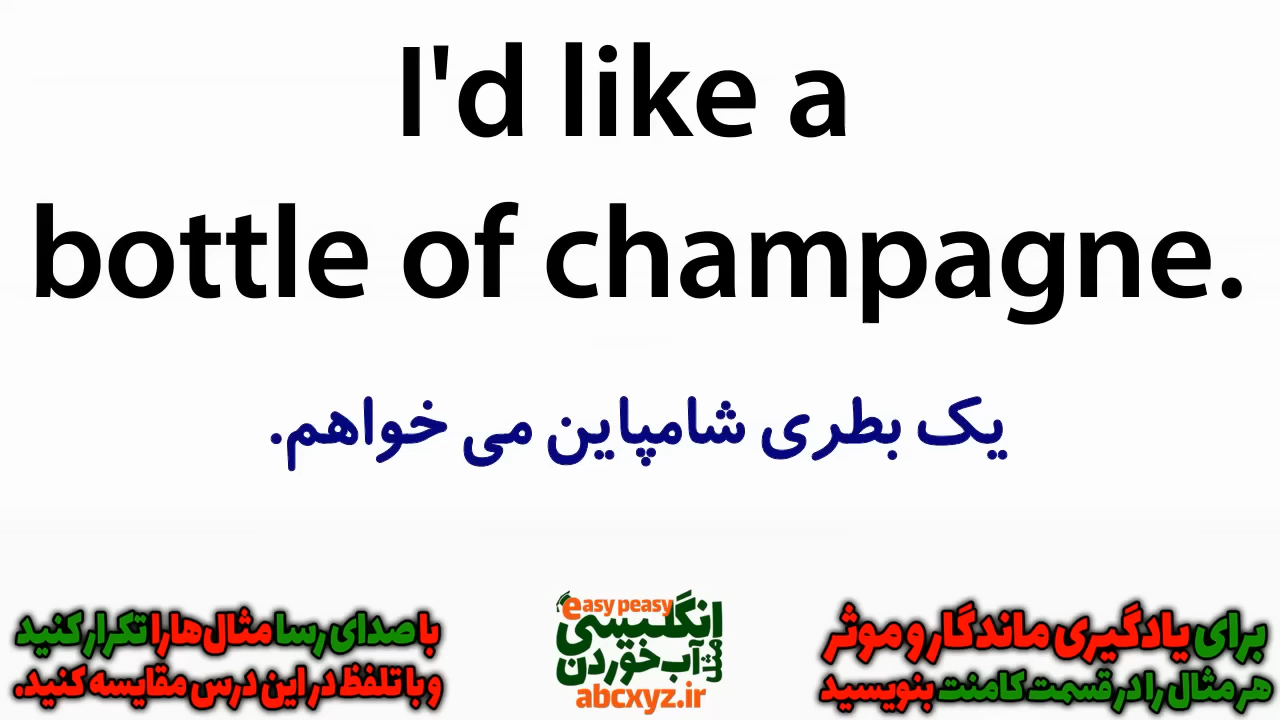 I'd like a
bottle of champagne.
یک بطری شامپاین می خواهم.
با صدای رسا مثال‌ها را تکرار کنید
و با تلفظ در این درس مقایسه کنید.
easy peasy
انگلیسی
مثل
آب خوردن
abcxyz.ir
برای یادگیری ماندگار و موثر
هر مثال را در قسمت کامنت بنویسید